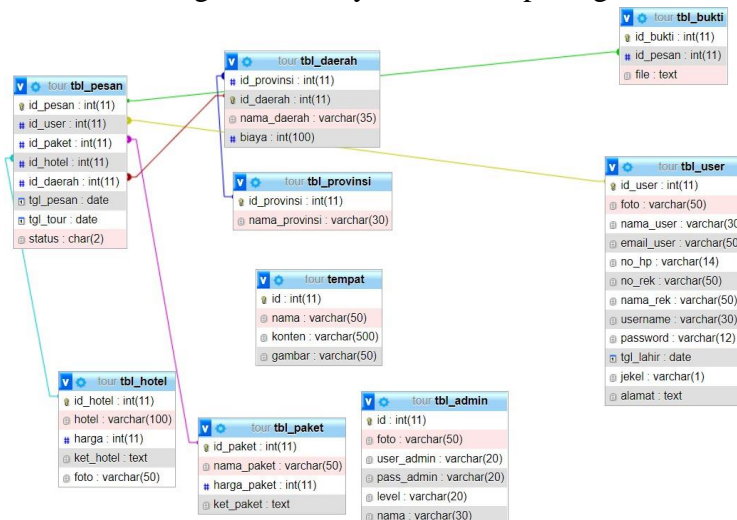 tour tbl_bukti
id_bukti : int(11)
id_pesan : int(11)
file : text
tour tbl_daerah
id_provinsi : int(11)
id_daerah : int(11)
nama_daerah : varchar(35)
biaya : int(100)
tour tbl_pesan
id_pesan : int(11)
id_user : int(11)
id_paket : int(11)
id_hotel : int(11)
id_daerah : int(11)
tgl_pesan : date
tgl_tour : date
status : char(2)
tour tbl_provinsi
id_provinsi : int(11)
nama_provinsi : varchar(30)
tour tbl_user
id_user : int(11)
foto : varchar(50)
nama_user : varchar(30
email_user : varchar(50
no_hp : varchar(14)
no_rek : varchar(50)
nama_rek : varchar(50)
username : varchar(30)
password : varchar(12)
tgl_lahir : date
jekel : varchar(1)
alamat : text
tour tempat
id : int(11)
nama : varchar(50)
konten : varchar(500)
gambar : varchar(50)
tour tbl_hotel
id_hotel : int(11)
hotel : varchar(100)
harga : int(11)
ket_hotel : text
foto : varchar(50)
tour tbl_paket
id_paket : int(11)
nama_paket : varchar(50)
harga_paket : int(11)
ket_paket : text
tour tbl_admin
id : int(11)
foto : varchar(50)
user_admin : varchar(20)
pass_admin : varchar(20)
level : varchar(20)
nama : varchar(30)